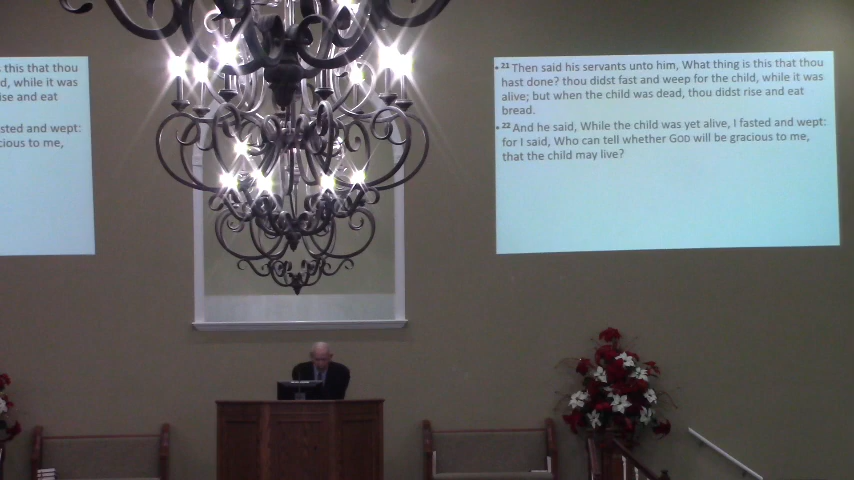 this that thou
d, while it was
ise and eat
asted and wept:
cious to me,
• 21 Then said his servants unto him, What thing is this that thou
hast done? thou didst fast and weep for the child, while it was
alive; but when the child was dead, thou didst rise and eat
bread.
• 22 And he said, While the child was yet alive, I fasted and wept:
for I said, Who can tell whether GOD will be gracious to me,
that the child may live?